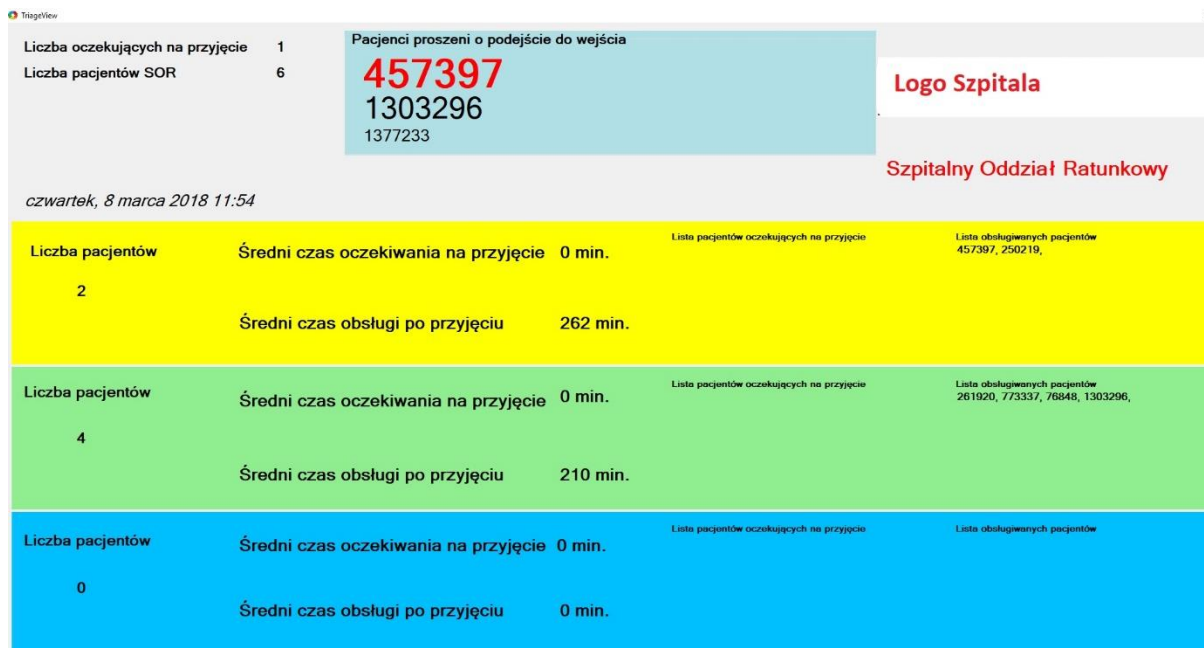 TriageView
Liczba oczekujących na przyjęcie 1
Liczba pacjentów SOR 6
Pacjenci proszeni o podejście do wejścia
457397
1303296
1377233
Logo Szpitala
Szpitalny Oddział Ratunkowy
czwartek, 8 marca 2018 11:54
Liczba pacjentów
2
Średni czas oczekiwania na przyjęcie 0 min.
Średni czas obsługi po przyjęciu 262 min.
Lista pacjentów oczekujących na przyjęcie
Lista obsługiwanych pacjentów
457397, 250219,
Liczba pacjentów
4
Średni czas oczekiwania na przyjęcie 0 min.
Średni czas obsługi po przyjęciu 210 min.
Lista pacjentów oczekujących na przyjęcie
Lista obsługiwanych pacjentów
261920, 773337, 76848, 1303296,
Liczba pacjentów
0
Średni czas oczekiwania na przyjęcie 0 min.
Średni czas obsługi po przyjęciu 0 min.
Lista pacjentów oczekujących na przyjęcie
Lista obsługiwanych pacjentów